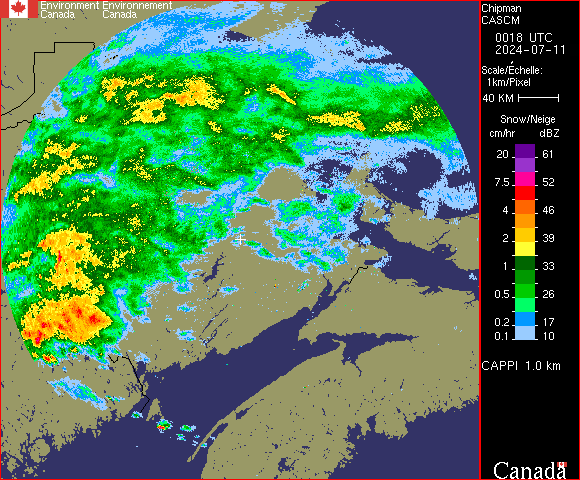 Environment Environnement
Canada Canada
Chipman
CASCM
0018 UTC
2024-07-11
Scale/Échelle:
1km/Pixel
40 KM
Snow/Neige
cm/hr dBZ
20 61
7.5 52
4 46
2 39
1 33
0.5 26
0.2 17
0.1 10
CAPPI 1.0 km
Canada